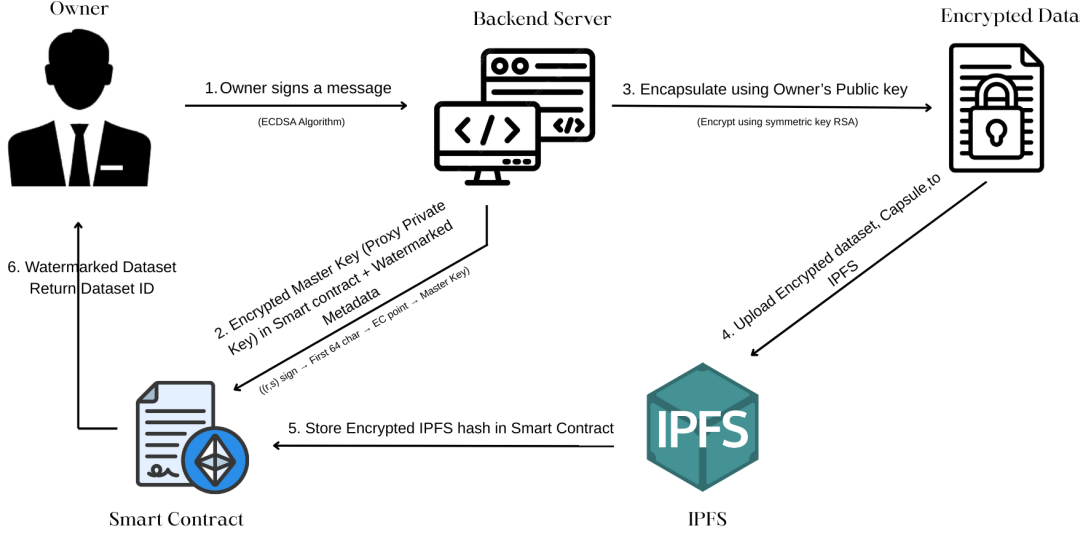 Owner
Backend Server
Encrypted Data
1. Owner signs a message
(ECDSA Algorithm)
3. Encapsulate using Owner's Public key
(Encrypt using symmetric key RSA)
</>
</>
2. Encrypted Master Key (Proxy Private
Key) in Smart contract + Watermarked
Metadata
((r,s) sign → First 64 char → EC point → Master Key)
4. Upload Encrypted dataset, Capsule,to
IPFS
6. Watermarked Dataset
Return Dataset ID
5. Store Encrypted IPFS hash in Smart Contract
IPFS
Smart Contract
IPFS